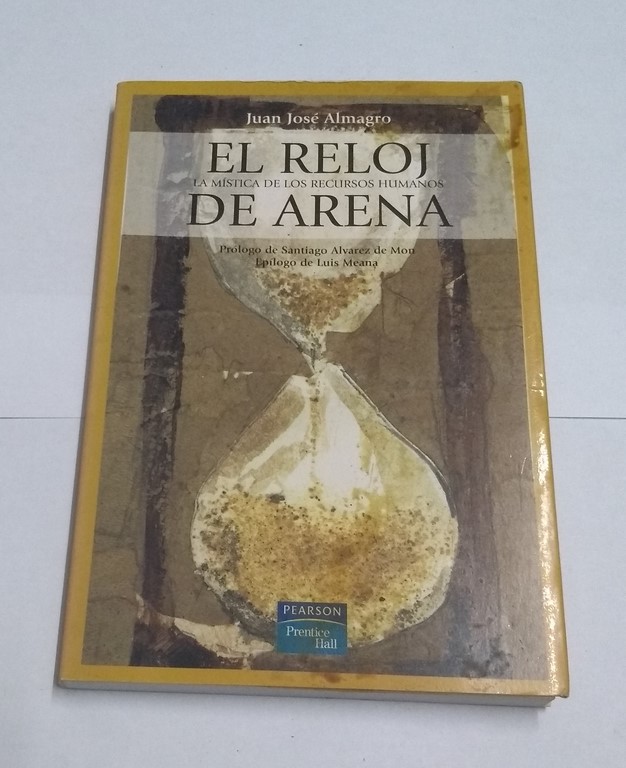 Juan José Almagro
EL RELOJ
LA MÍSTICA DE LOS RECURSOS HUMANOS
DE ARENA
Prólogo de Santiago Alvarez de Mon
Epílogo de Luis Meana
PEARSON
Prentice
Hall